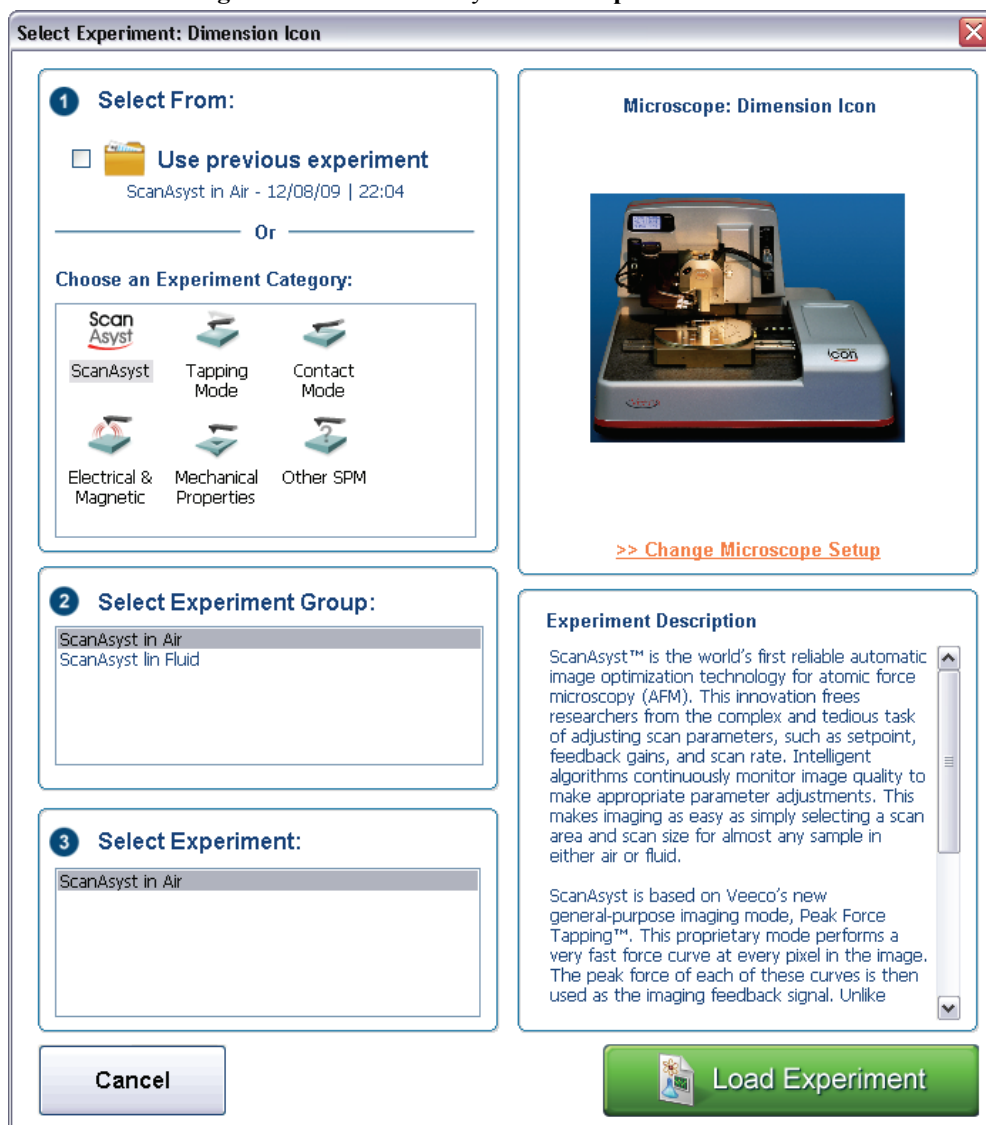 Select Experiment: Dimension Icon
1 Select From:
Use previous experiment
ScanAsyst in Air - 12/08/09 | 22:04
Or
Choose an Experiment Category:
Scan
Asyst
ScanAsyst
Tapping
Mode
Contact
Mode
Electrical &
Magnetic
Mechanical
Properties
?
Other SPM
2 Select Experiment Group:
ScanAsyst in Air
ScanAsyst lin Fluid
3 Select Experiment:
ScanAsyst in Air
Cancel
Microscope: Dimension Icon
Icon
>> Change Microscope Setup
Experiment Description
ScanAsyst™ is the world's first reliable automatic
image optimization technology for atomic force
microscopy (AFM). This innovation frees
researchers from the complex and tedious task
of adjusting scan parameters, such as setpoint,
feedback gains, and scan rate. Intelligent
algorithms continuously monitor image quality to
make appropriate parameter adjustments. This
makes imaging as easy as simply selecting a scan
area and scan size for almost any sample in
either air or fluid.
ScanAsyst is based on Veeco's new
general-purpose imaging mode, Peak Force
Tapping™. This proprietary mode performs a
very fast force curve at every pixel in the image.
The peak force of each of these curves is then
used as the imaging feedback signal. Unlike
Load Experiment